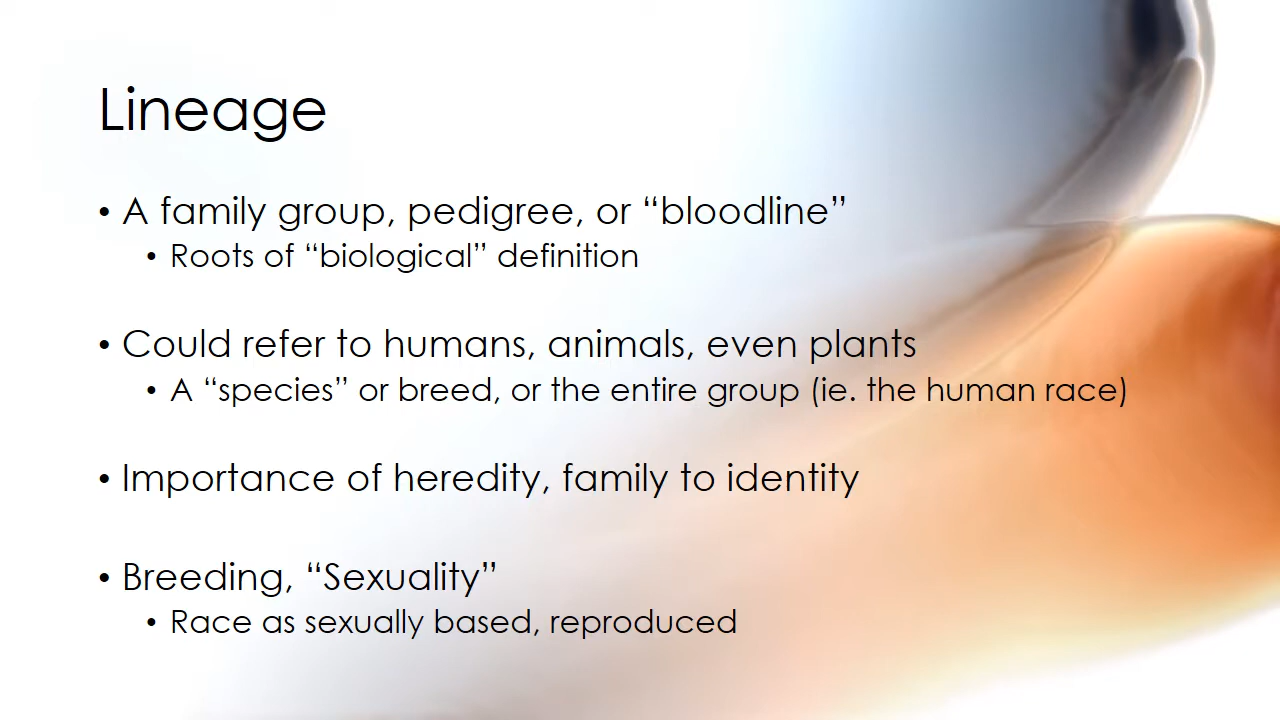 Lineage
• A family group, pedigree, or “bloodline”
• Roots of “biological” definition
• Could refer to humans, animals, even plants
• A “species” or breed, or the entire group (ie. the human race)
• Importance of heredity, family to identity
• Breeding, “Sexuality”
• Race as sexually based, reproduced